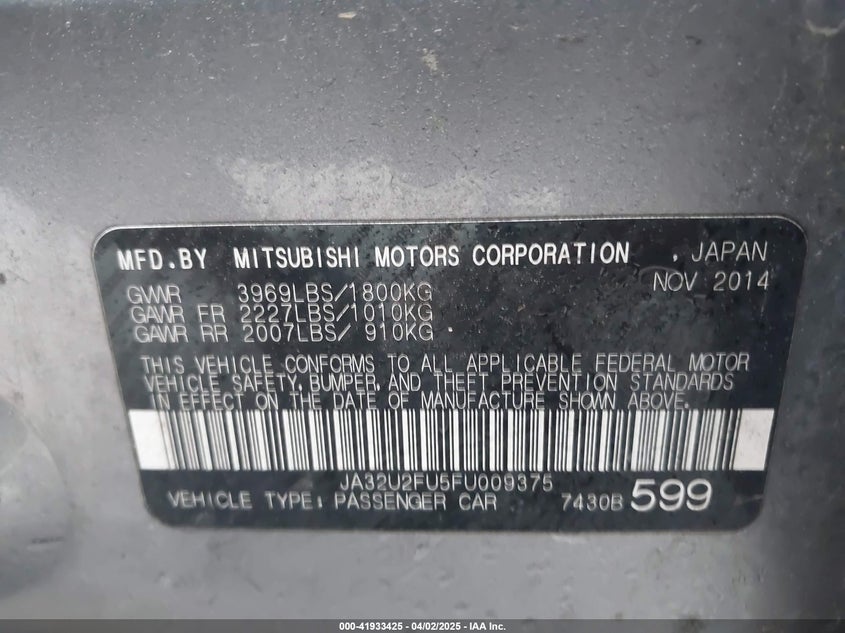 MFD.BY MITSUBISHI MOTORS CORPORATION , JAPAN
NOV 2014
GVWR 3969LBS/1800KG
GAWR FR 2227LBS/1010KG
GAWR RR 2007LBS/ 910KG
THIS VEHICLE CONFORMS TO ALL APPLICABLE FEDERAL MOTOR
VEHICLE SAFETY, BUMPER, AND THEFT PREVENTION STANDARDS
IN EFFECT ON THE DATE OF MANUFACTURE SHOWN ABOVE.
JA32U2FU5FU009375
VEHICLE TYPE: PASSENGER CAR 7430B 599
000-41933425 - 04/02/2025 - IAA Inc.